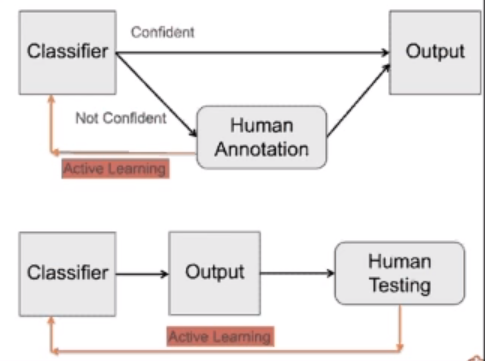 Confident
Classifier
Output
Not Confident
Human
Annotation
Active Learning
Classifier
Output
Human
Testing
Active Learning